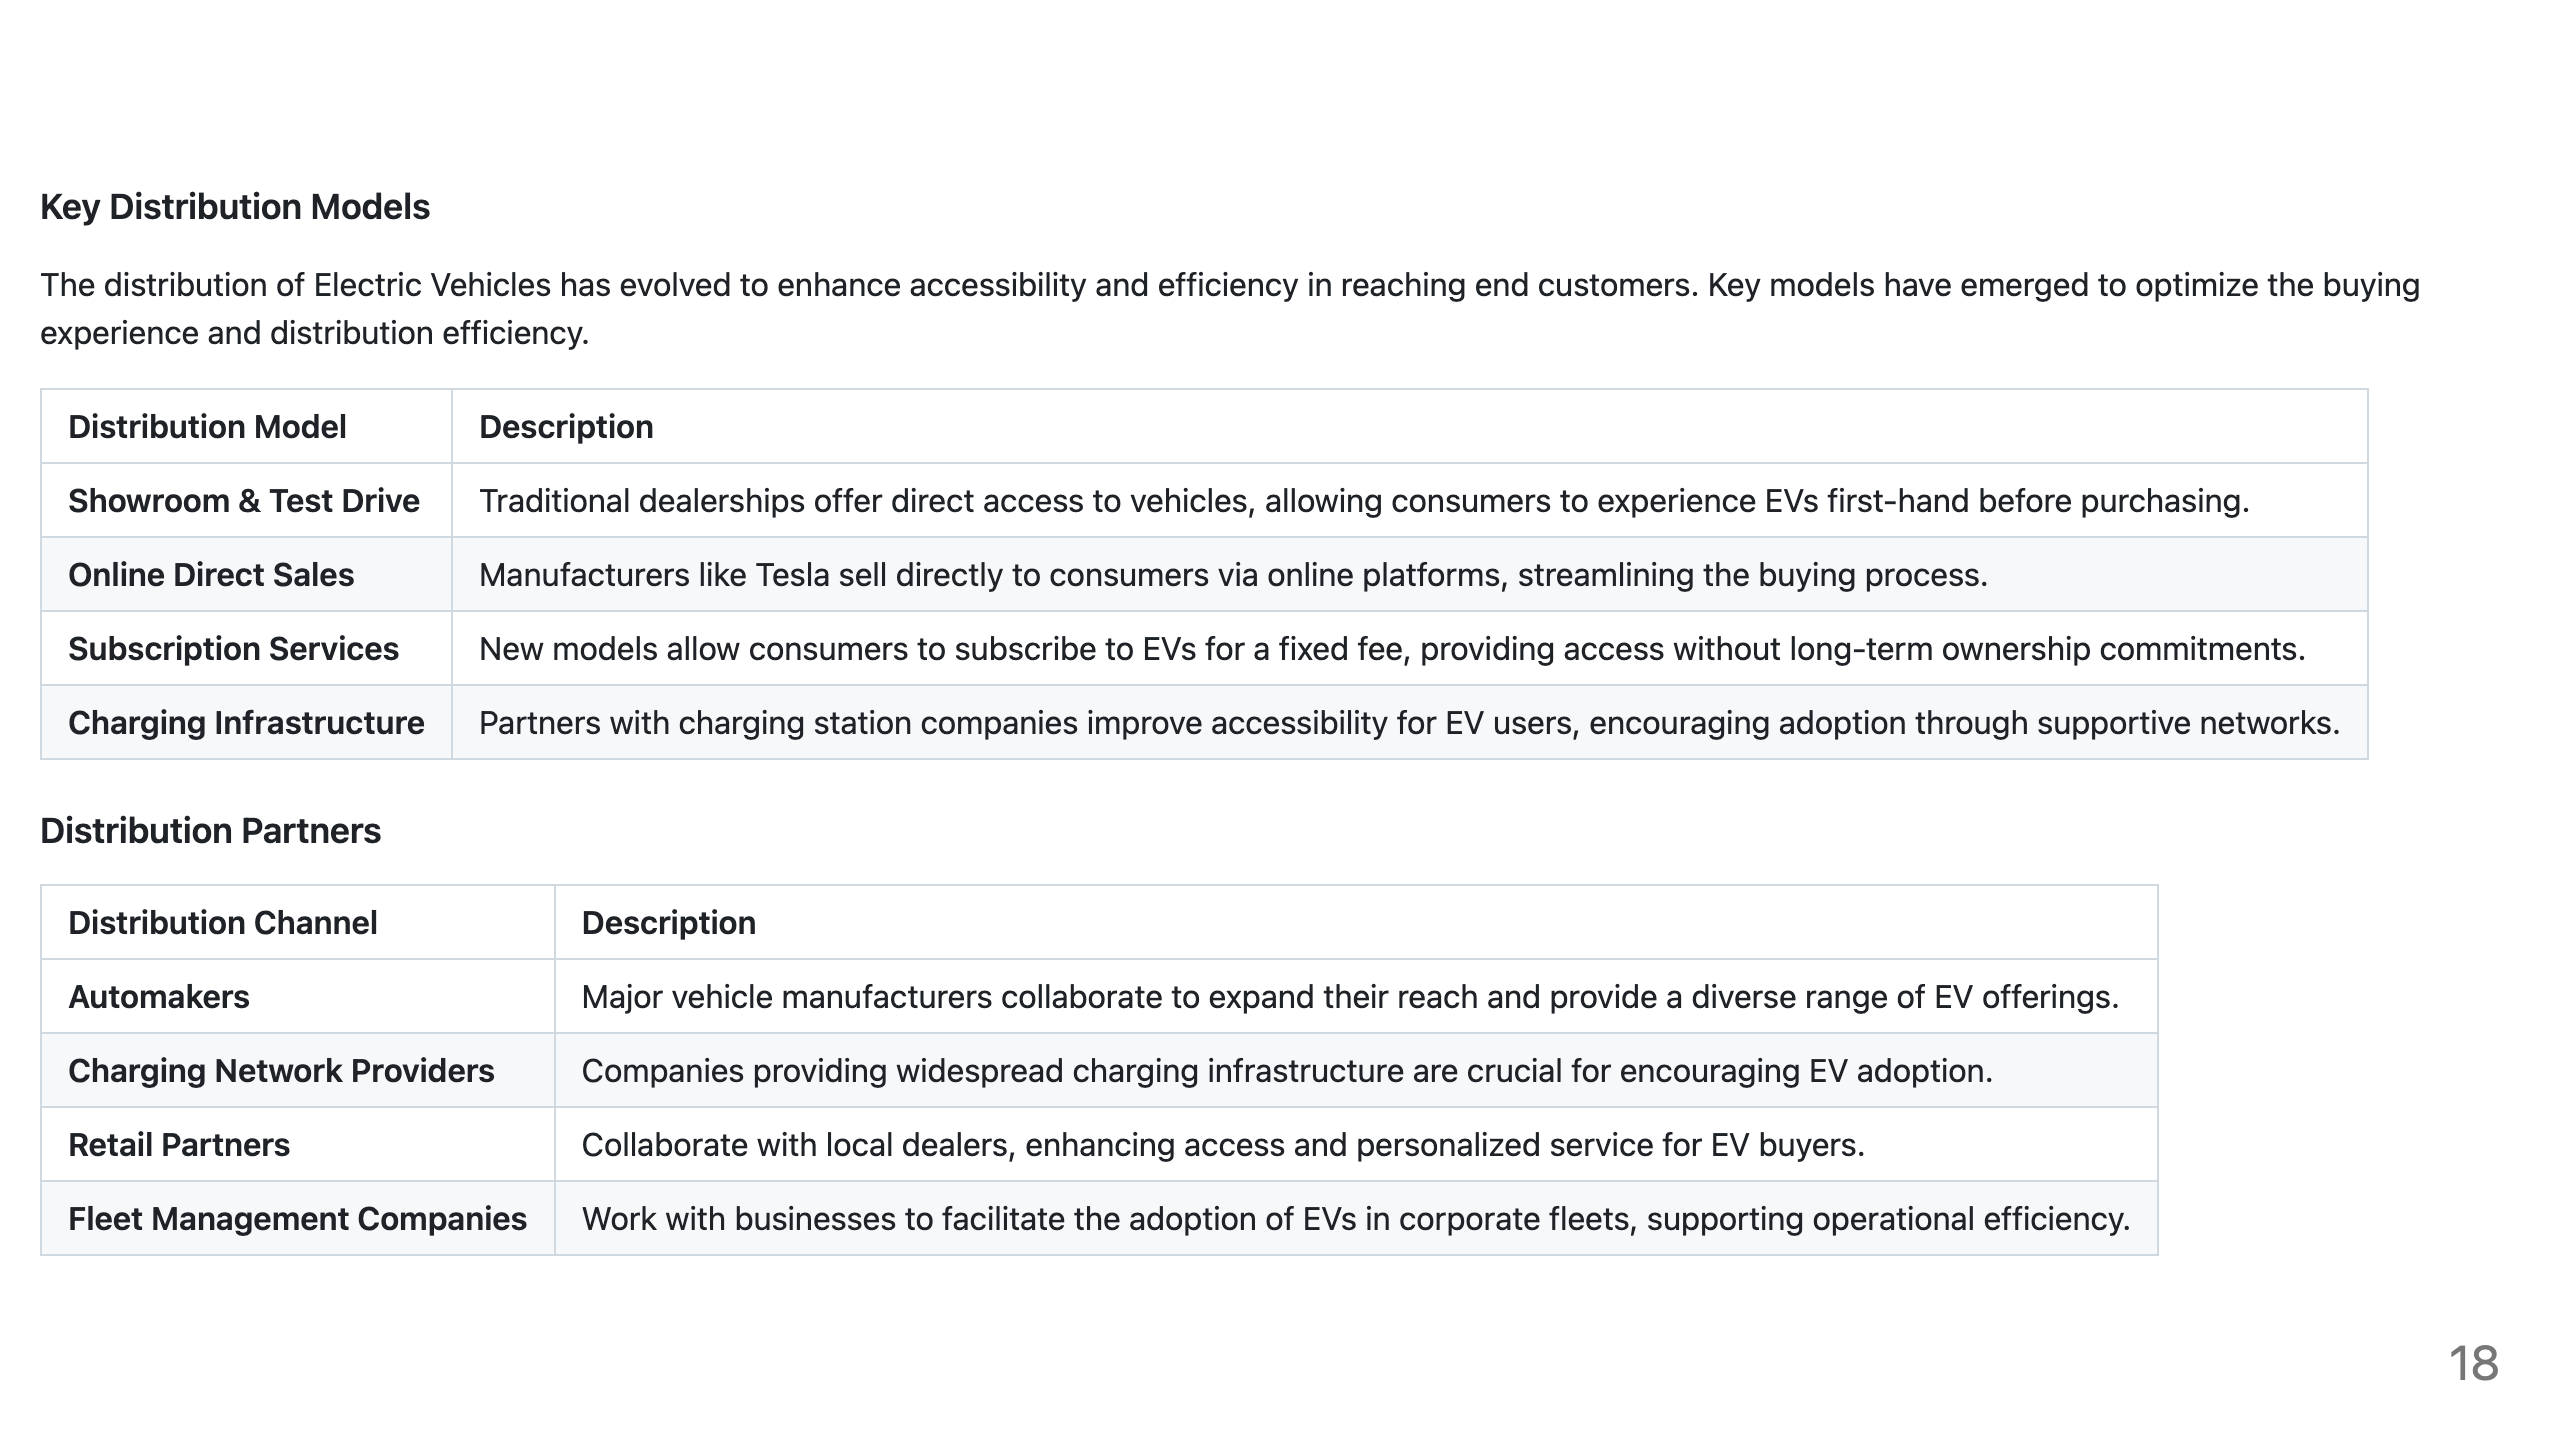 Key Distribution Models
The distribution of Electric Vehicles has evolved to enhance accessibility and efficiency in reaching end customers. Key models have emerged to optimize the buying
experience and distribution efficiency.
Distribution Model Description
Showroom & Test Drive Traditional dealerships offer direct access to vehicles, allowing consumers to experience EVs first-hand before purchasing.
Online Direct Sales Manufacturers like Tesla sell directly to consumers via online platforms, streamlining the buying process.
Subscription Services New models allow consumers to subscribe to EVs for a fixed fee, providing access without long-term ownership commitments.
Charging Infrastructure Partners with charging station companies improve accessibility for EV users, encouraging adoption through supportive networks.
Distribution Partners
Distribution Channel Description
Automakers Major vehicle manufacturers collaborate to expand their reach and provide a diverse range of EV offerings.
Charging Network Providers Companies providing widespread charging infrastructure are crucial for encouraging EV adoption.
Retail Partners Collaborate with local dealers, enhancing access and personalized service for EV buyers.
Fleet Management Companies Work with businesses to facilitate the adoption of EVs in corporate fleets, supporting operational efficiency.
18